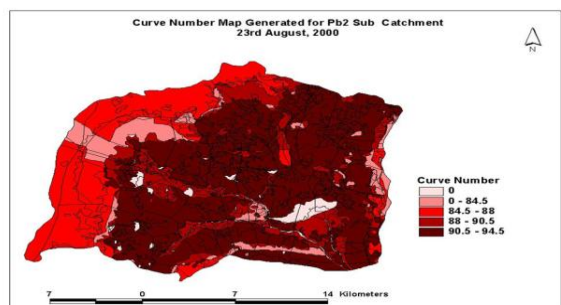 Curve Number Map Generated for Pb2 Sub Catchment
23rd August, 2000
N
Curve Number
0
0 - 84.5
84.5 - 88
88 - 90.5
90.5 - 94.5
7 0 7 14 Kilometers